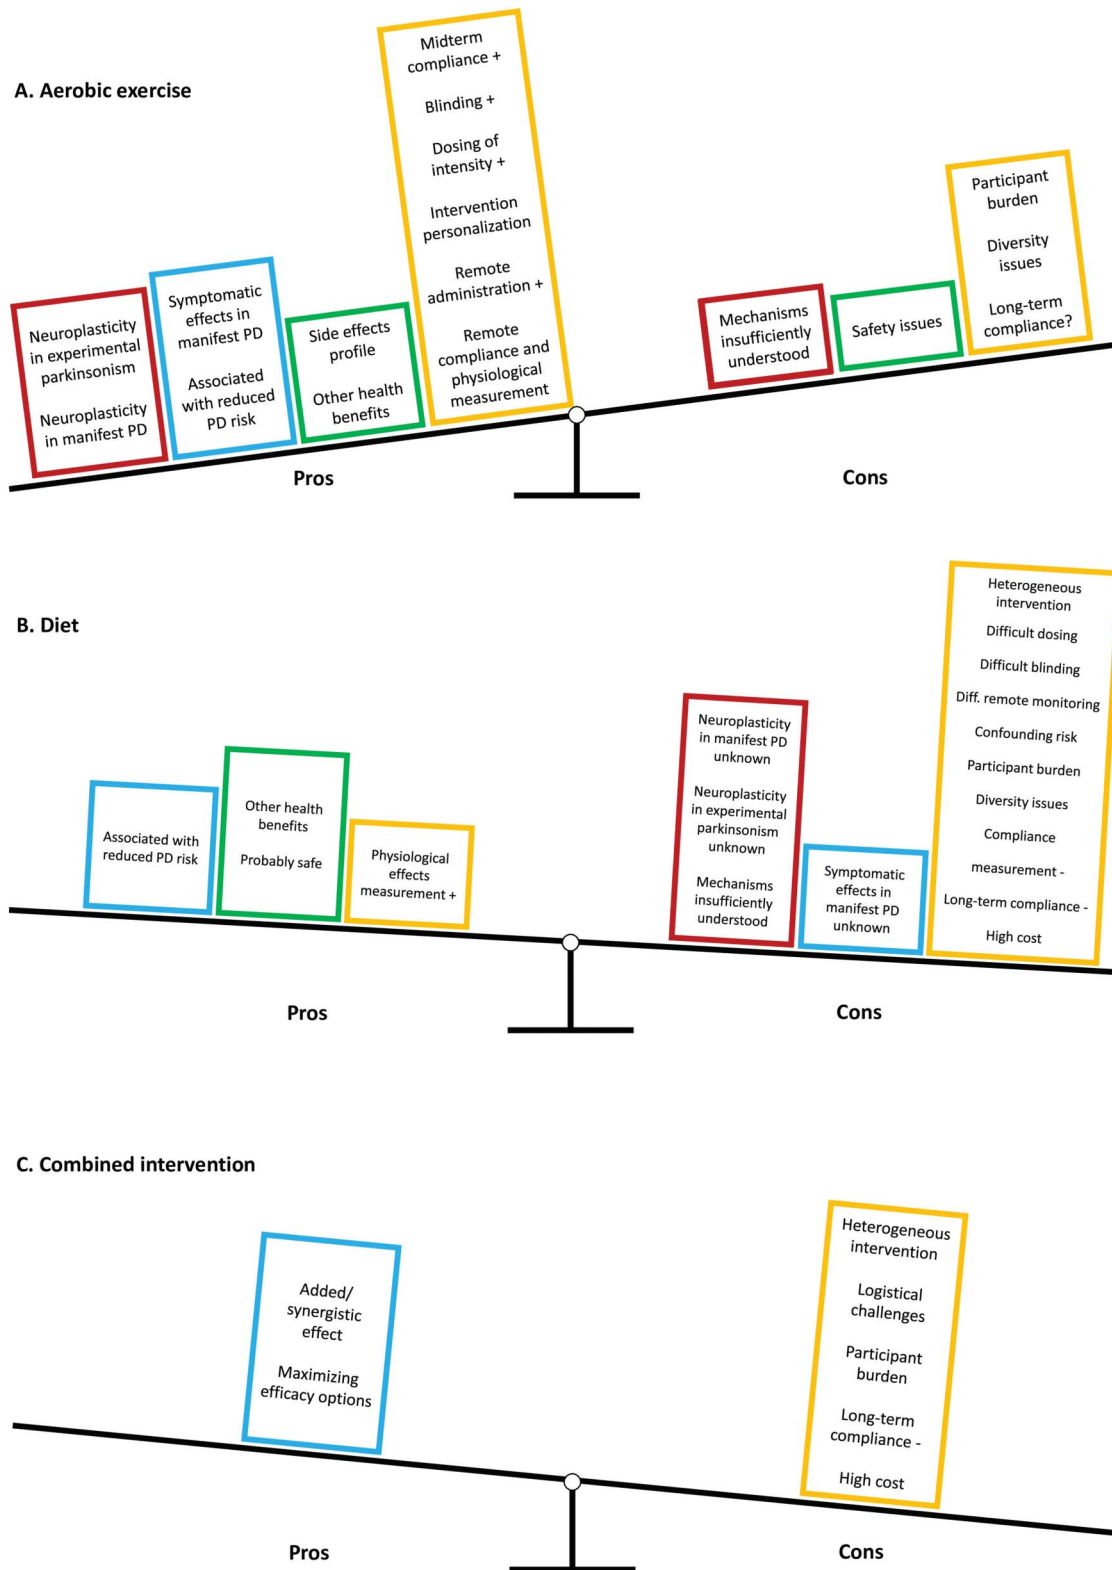 A. Aerobic exercise
Neuroplasticity
in experimental
parkinsonism
Neuroplasticity
in manifest PD
Symptomatic
effects in
manifest PD
Associated
with reduced
PD risk
Side effects
profile
Other health
benefits
Midterm
compliance +
Blinding +
Dosing of
intensity +
Intervention
personalization
Remote
administration +
Remote
compliance and
physiological
measurement
Mechanisms
insufficiently
understood
Safety issues
Participant
burden
Diversity
issues
Long-term
compliance?
Pros
Cons
B. Diet
Associated with
reduced PD risk
Other health
benefits
Probably safe
Physiological
effects
measurement +
Neuroplasticity
in manifest PD
unknown
Neuroplasticity
in experimental
parkinsonism
unknown
Mechanisms
insufficiently
understood
Symptomatic
effects in
manifest PD
unknown
Heterogeneous
intervention
Difficult dosing
Difficult blinding
Diff. remote monitoring
Confounding risk
Participant burden
Diversity issues
Compliance
measurement -
Long-term compliance -
High cost
Pros
Cons
C. Combined intervention
Added/
synergistic
effect
Maximizing
efficacy options
Heterogeneous
intervention
Logistical
challenges
Participant
burden
Long-term
compliance -
High cost
Pros
Cons